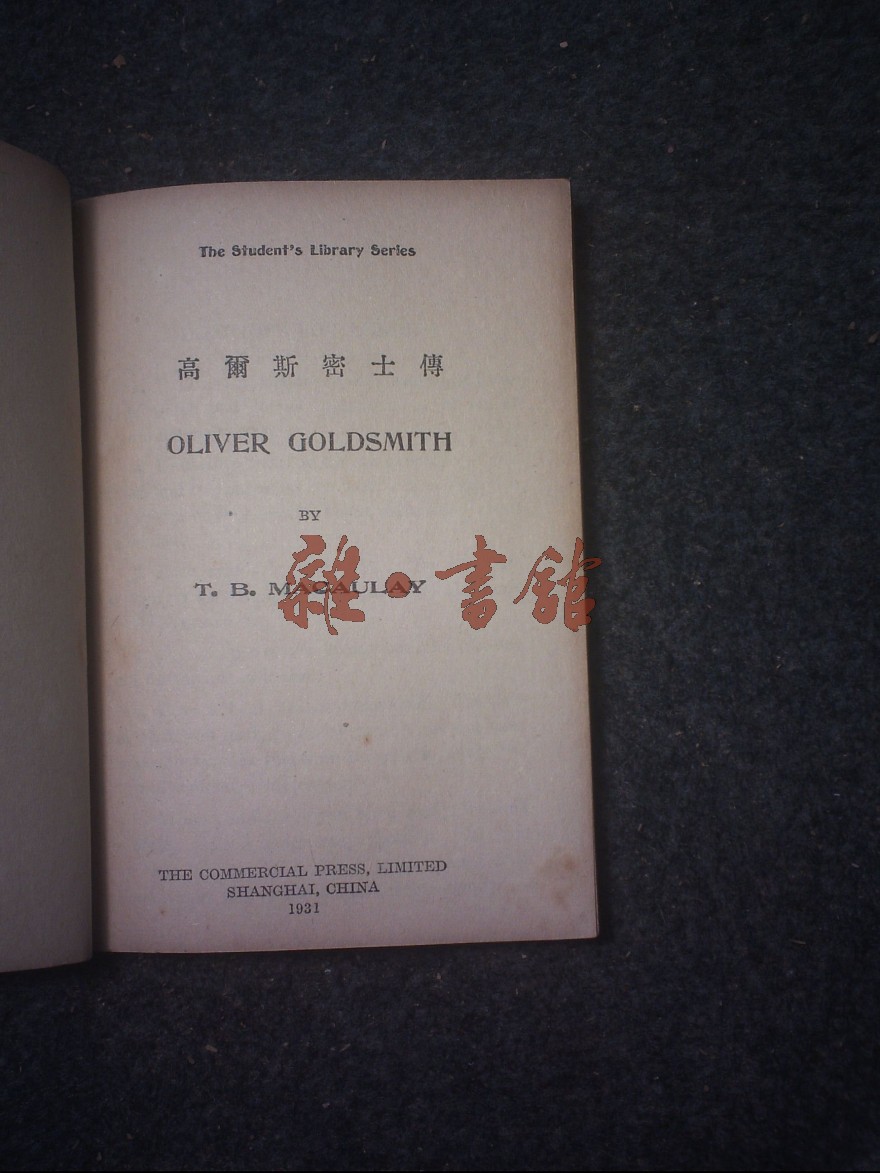 The Student's Library Series
高爾斯密士傳
OLIVER GOLDSMITH
BY
T. B. MACAULAY
雜·書館
THE COMMERCIAL PRESS, LIMITED
SHANGHAI, CHINA
1931